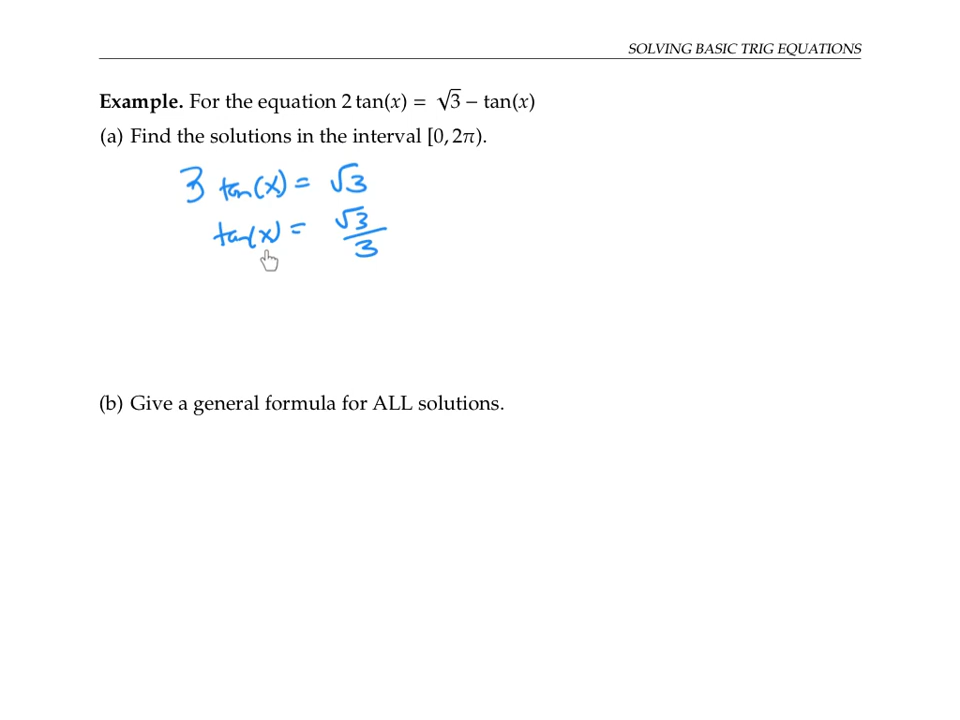 SOLVING BASIC TRIG EQUATIONS
Example. For the equation 2 tan(x) = √3 − tan(x)
(a) Find the solutions in the interval [0, 2π).
3 tan(x) = √3
tan(x) = √3/3
(b) Give a general formula for ALL solutions.